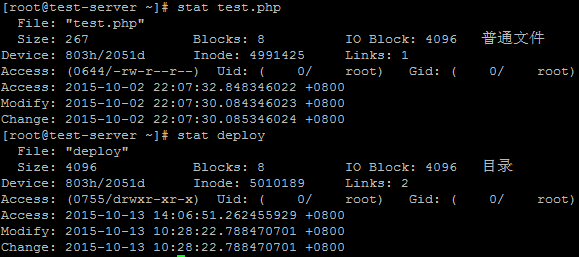 [root@test-server ~]# stat test.php
  File: "test.php"
  Size: 267             Blocks: 8          IO Block: 4096   普通文件
Device: 803h/2051d      Inode: 4991425     Links: 1
Access: (0644/-rw-r--r--)  Uid: (    0/    root)   Gid: (    0/    root)
Access: 2015-10-02 22:07:32.848346022 +0800
Modify: 2015-10-02 22:07:30.084346023 +0800
Change: 2015-10-02 22:07:30.085346024 +0800
[root@test-server ~]# stat deploy
  File: "deploy"
  Size: 4096            Blocks: 8          IO Block: 4096   目录
Device: 803h/2051d      Inode: 5010189     Links: 2
Access: (0755/drwxr-xr-x)  Uid: (    0/    root)   Gid: (    0/    root)
Access: 2015-10-13 14:06:51.262455929 +0800
Modify: 2015-10-13 10:28:22.788470701 +0800
Change: 2015-10-13 10:28:22.788470701 +0800